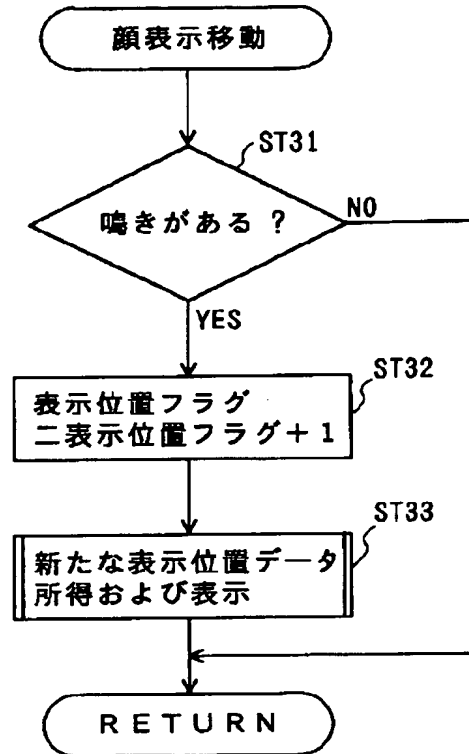 顔表示移動
ST31
鳴きがある？
NO
YES
ST32
表示位置フラグ
二表示位置フラグ＋１
ST33
新たな表示位置データ
所得および表示
ＲＥＴＵＲＮ